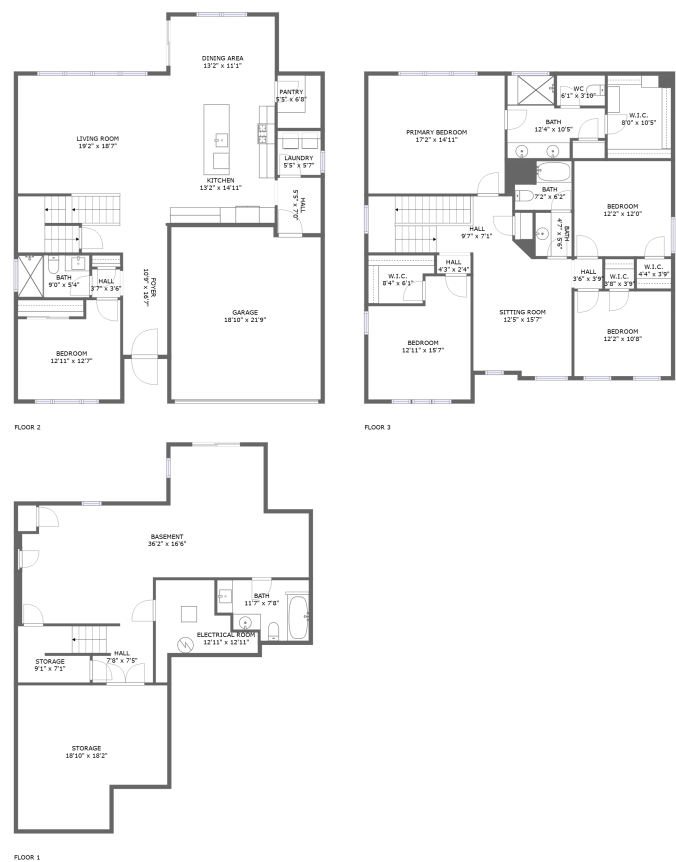 DINING AREA
13'2" x 11'1"
PANTRY
5'5" x 6'8"
LIVING ROOM
19'2" x 18'7"
LAUNDRY
5'5" x 5'7"
KITCHEN
13'2" x 14'11"
HALL
5'5" x 7'0"
BATH
9'0" x 5'4"
HALL
3'7" x 3'6"
FOYER
10'9" x 16'7"
GARAGE
18'10" x 21'9"
BEDROOM
12'11" x 12'7"
FLOOR 2
WC
6'1" x 3'10"
W.I.C.
8'0" x 10'5"
BATH
12'4" x 10'5"
PRIMARY BEDROOM
17'2" x 14'11"
BATH
7'2" x 6'2"
BEDROOM
12'2" x 12'0"
HALL
9'7" x 7'1"
BATH
4'7" x 5'6"
HALL
4'3" x 2'4"
W.I.C.
8'4" x 6'1"
HALL
3'6" x 3'9"
W.I.C.
3'8" x 3'9"
W.I.C.
4'4" x 3'9"
SITTING ROOM
12'5" x 15'7"
BEDROOM
12'2" x 10'8"
BEDROOM
12'11" x 15'7"
FLOOR 3
BASEMENT
36'2" x 16'6"
BATH
11'7" x 7'8"
ELECTRICAL ROOM
12'11" x 12'11"
HALL
7'8" x 7'5"
STORAGE
9'1" x 7'1"
STORAGE
18'10" x 18'2"
FLOOR 1